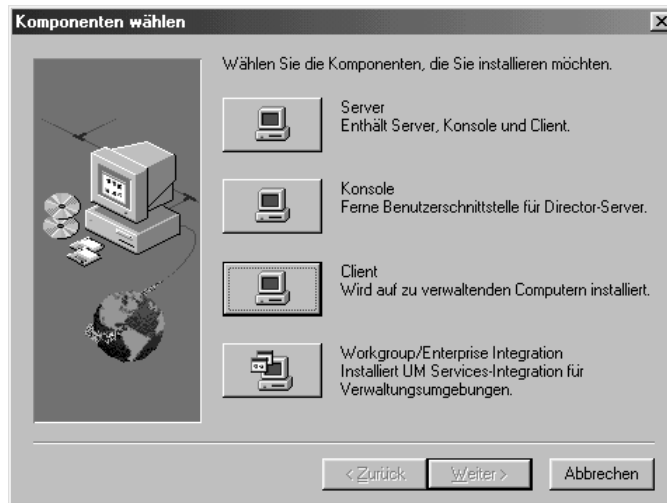 Komponenten wählen
Wählen Sie die Komponenten, die Sie installieren möchten.
Server
Enthält Server, Konsole und Client.
Konsole
Ferne Benutzerschnittstelle für Director-Server.
Client
Wird auf zu verwaltenden Computern installiert.
Workgroup/Enterprise Integration
Installiert UM Services-Integration für
Verwaltungsumgebungen.
< Zurück
Weiter >
Abbrechen